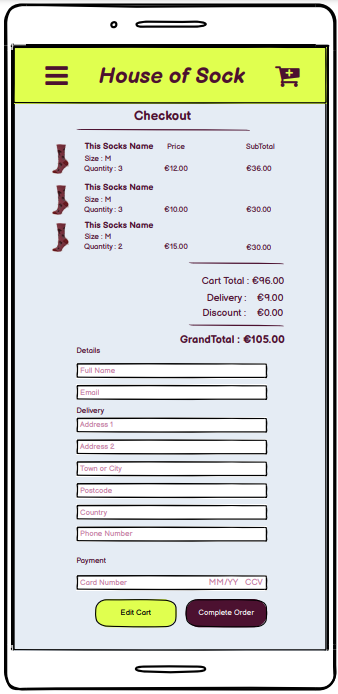 House of Sock
Checkout
This Socks Name Price SubTotal
Size : M
Quantity : 3 €12.00 €36.00
This Socks Name
Size : M
Quantity : 3 €10.00 €30.00
This Socks Name
Size : M
Quantity : 2 €15.00 €30.00
Cart Total : €96.00
Delivery : €9.00
Discount : €0.00
GrandTotal : €105.00
Details
Full Name
Email
Delivery
Address 1
Address 2
Town or City
Postcode
Country
Phone Number
Payment
Card Number MM/YY CCV
Edit Cart Complete Order